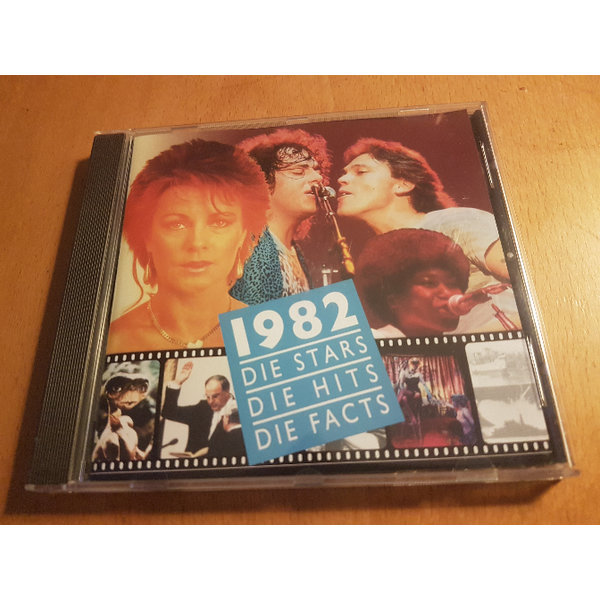 1982
DIE STARS
DIE HITS
DIE FACTS